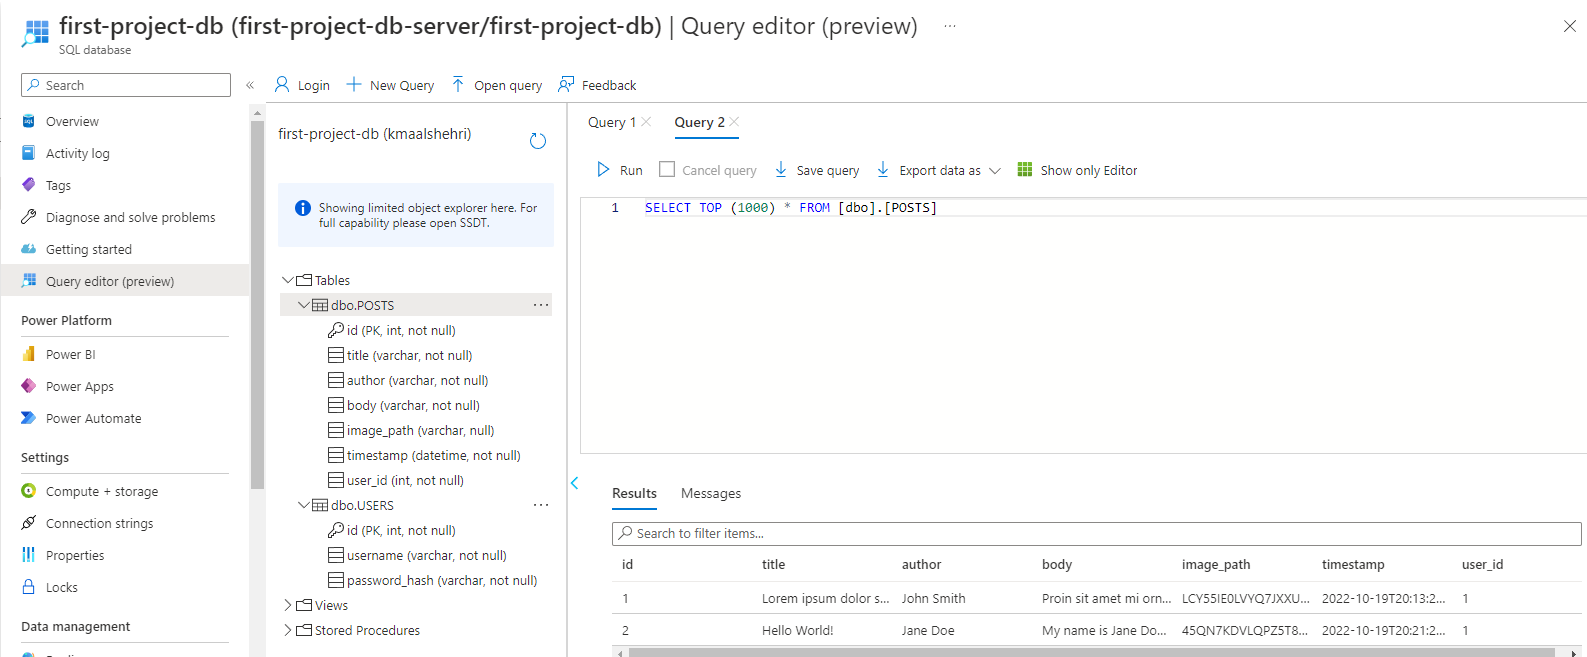 first-project-db (first-project-db-server/first-project-db) | Query editor (preview) ...
SQL database
Search
«
Login
New Query
Open query
Feedback
Overview
Activity log
Tags
Diagnose and solve problems
Getting started
Query editor (preview)
Power Platform
Power BI
Power Apps
Power Automate
Settings
Compute + storage
Connection strings
Properties
Locks
Data management
first-project-db (kmaalshehri)
Showing limited object explorer here. For
full capability please open SSDT.
Tables
dbo.POSTS ...
id (PK, int, not null)
title (varchar, not null)
author (varchar, not null)
body (varchar, not null)
image_path (varchar, null)
timestamp (datetime, not null)
user_id (int, not null)
dbo.USERS ...
id (PK, int, not null)
username (varchar, not null)
password_hash (varchar, not null)
Views
Stored Procedures
Query 1
Query 2
Run
Cancel query
Save query
Export data as
Show only Editor
1 SELECT TOP (1000) * FROM [dbo].[POSTS]
Results Messages
Search to filter items...
id title author body image_path timestamp user_id
1 Lorem ipsum dolor s... John Smith Proin sit amet mi orn... LCY55IE0LVYQ7JXXU... 2022-10-19T20:13:2... 1
2 Hello World! Jane Doe My name is Jane Do... 45QN7KDVLQPZ5T8... 2022-10-19T20:21:2... 1